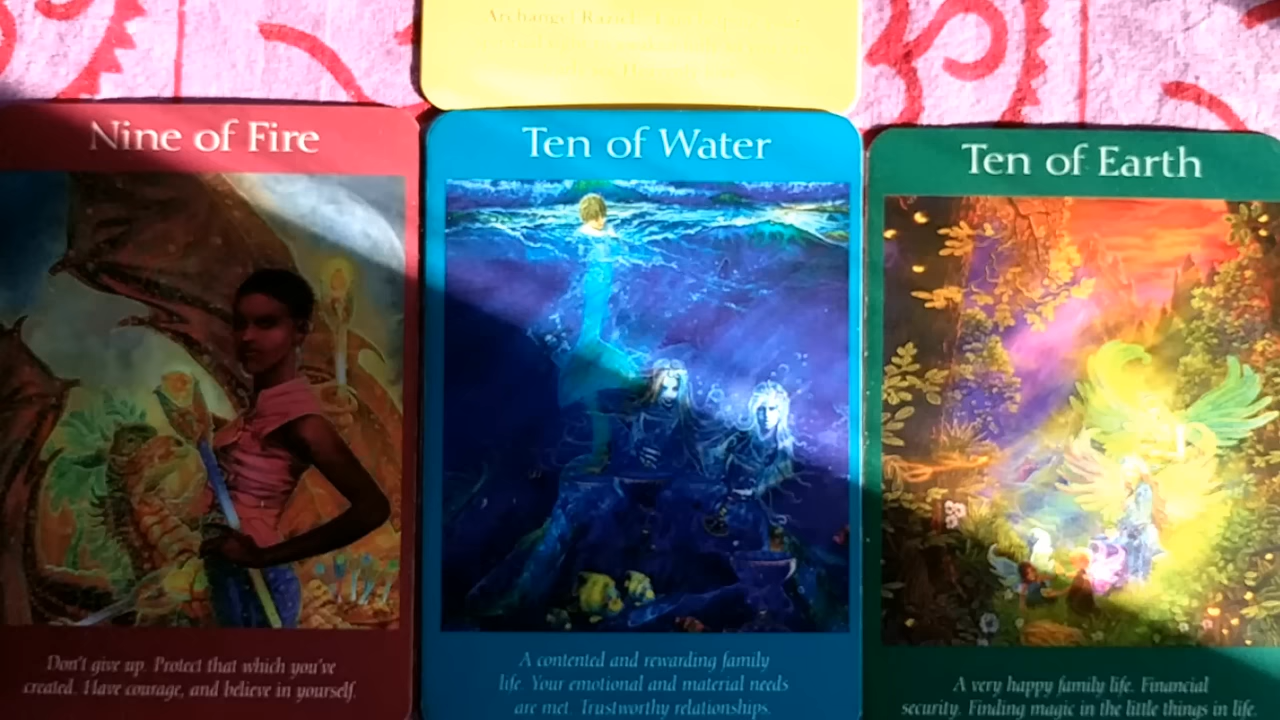 Archangel Raziel
Nine of Fire
Don't give up. Protect that which you've
created. Have courage, and believe in yourself.
Ten of Water
A contented and rewarding family
life. Your emotional and material needs
are met. Trustworthy relationships.
Ten of Earth
A very happy family life. Financial
security. Finding magic in the little things in life.